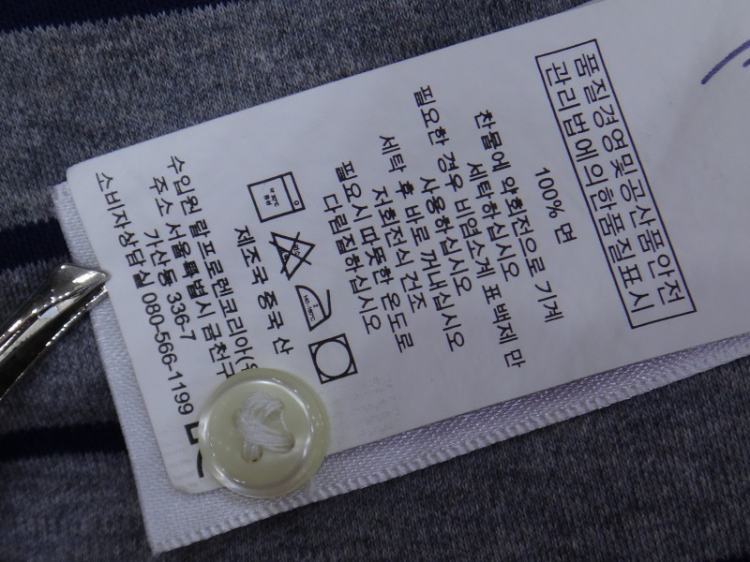 품질경영및공산품안전
관리법에의한품질표시
100% 면
찬물에 약회전으로 기계
세탁하십시오
필요한 경우 비염소계 표백제 만
사용하십시오
세탁 후 바로 꺼내십시오
저회전식 건조
필요시 따뜻한 온도로
다림질하십시오
제조국 중국 산
수입원 랄프로렌코리아(
주소 서울특별시 금천구
가산동 336-7
소비자상담실 080-566-1199